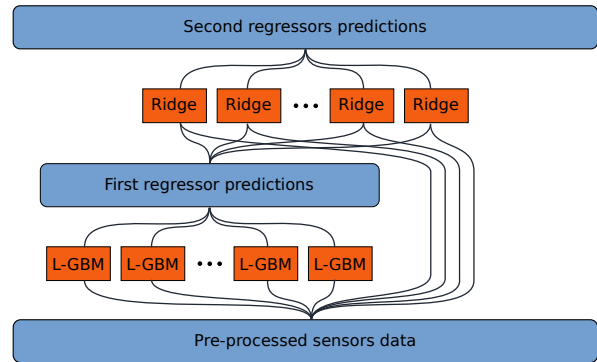 Second regressors predictions
Ridge Ridge ••• Ridge Ridge
First regressor predictions
L-GBM L-GBM ••• L-GBM L-GBM
Pre-processed sensors data